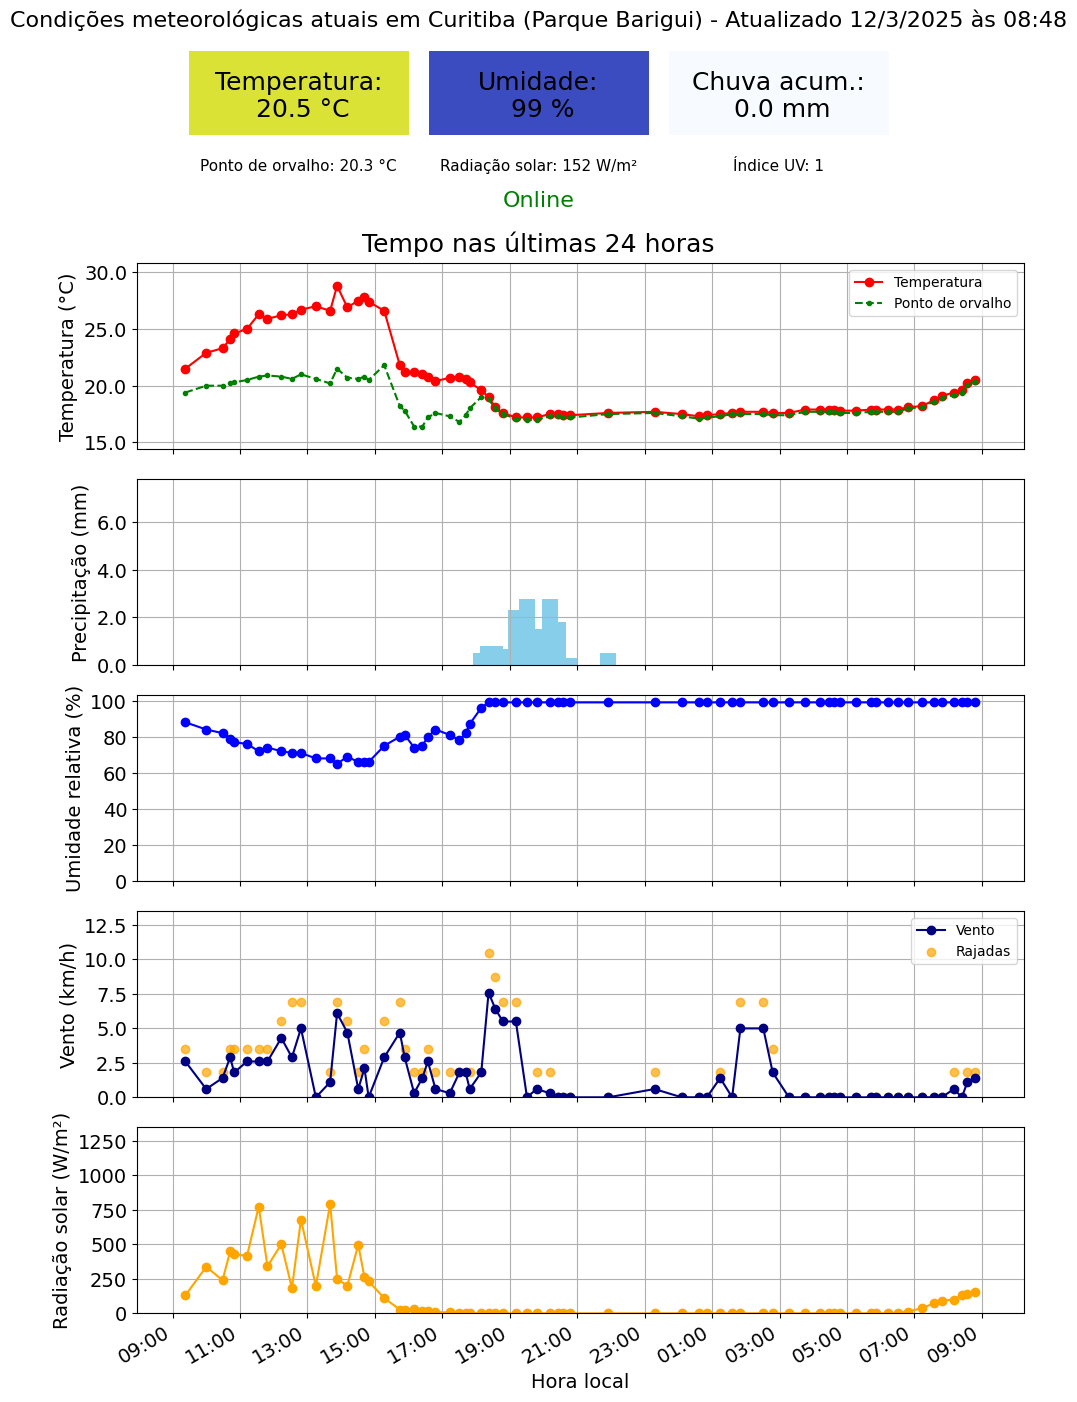 Condições meteorológicas atuais em Curitiba (Parque Barigui) - Atualizado 12/3/2025 às 08:48
Temperatura:
20.5 °C
Umidade:
99 %
Chuva acum.:
0.0 mm
Ponto de orvalho: 20.3 °C
Radiação solar: 152 W/m²
Índice UV: 1
Online
Tempo nas últimas 24 horas
Temperatura (°C)
30.0
25.0
20.0
15.0
Temperatura
Ponto de orvalho
Precipitação (mm)
6.0
4.0
2.0
0.0
Umidade relativa (%)
100
80
60
40
20
0
Vento (km/h)
12.5
10.0
7.5
5.0
2.5
0.0
Vento
Rajadas
Radiação solar (W/m²)
1250
1000
750
500
250
0
09:00
11:00
13:00
15:00
17:00
19:00
21:00
23:00
01:00
03:00
05:00
07:00
09:00
Hora local